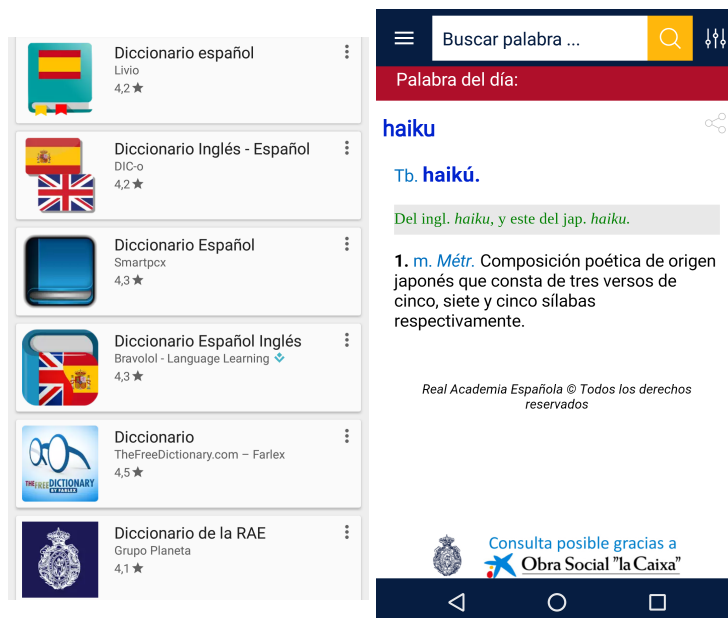 Diccionario español
Livio
4,2 ★
Diccionario Inglés - Español
DIC-o
4,2 ★
Diccionario Español
Smartpcx
4,3 ★
Diccionario Español Inglés
Bravolol - Language Learning
4,3 ★
THE FREE DICTIONARY
BY FARLEX
Diccionario
TheFreeDictionary.com – Farlex
4,5 ★
Diccionario de la RAE
Grupo Planeta
4,1 ★
Buscar palabra ...
Palabra del día:
haiku
Tb. haikú.
Del ingl. haiku, y este del jap. haiku.
1. m. Métr. Composición poética de origen
japonés que consta de tres versos de
cinco, siete y cinco sílabas
respectivamente.
Real Academia Española © Todos los derechos
reservados
Consulta posible gracias a
Obra Social "la Caixa"